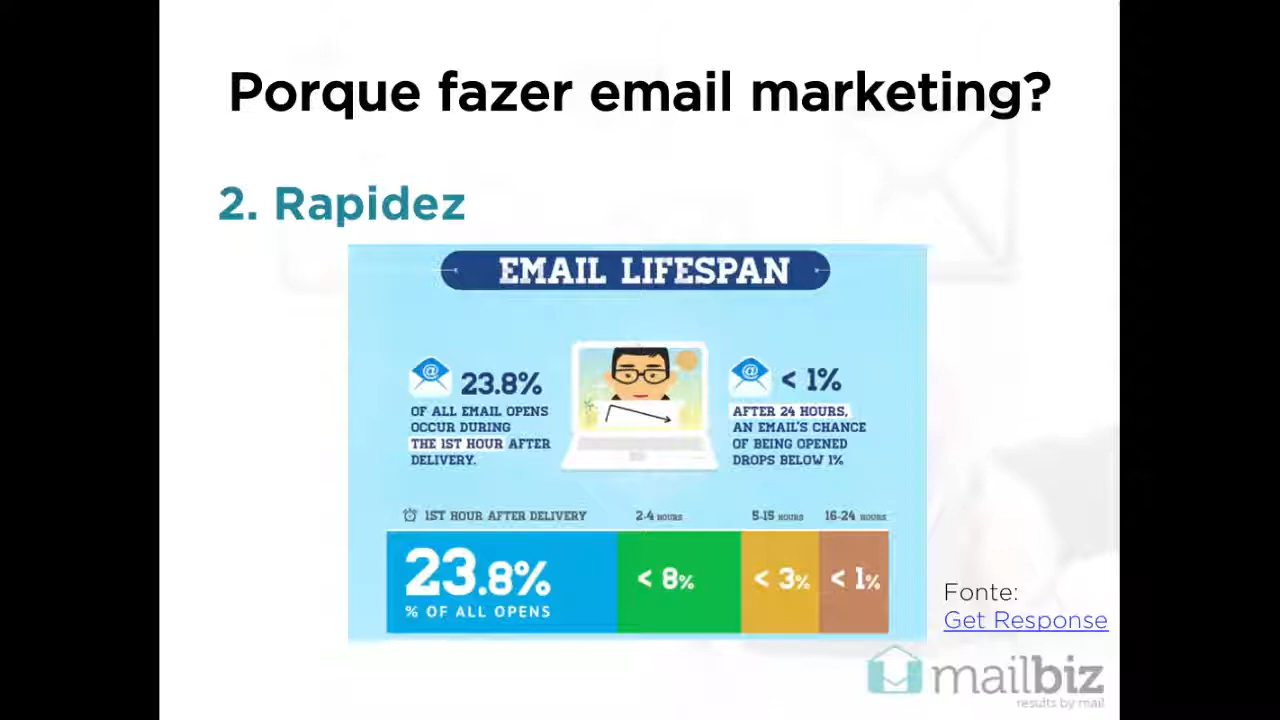 Porque fazer email marketing?
2. Rapidez
EMAIL LIFESPAN
23.8%
OF ALL EMAIL OPENS
OCCUR DURING
THE 1ST HOUR AFTER
DELIVERY.
< 1%
AFTER 24 HOURS,
AN EMAIL'S CHANCE
OF BEING OPENED
DROPS BELOW 1%
1ST HOUR AFTER DELIVERY
2-4 HOURS
5-15 HOURS
16-24 HOURS
23.8%
% OF ALL OPENS
< 8%
< 3%
< 1%
Fonte:
Get Response
mailbiz
results by mail